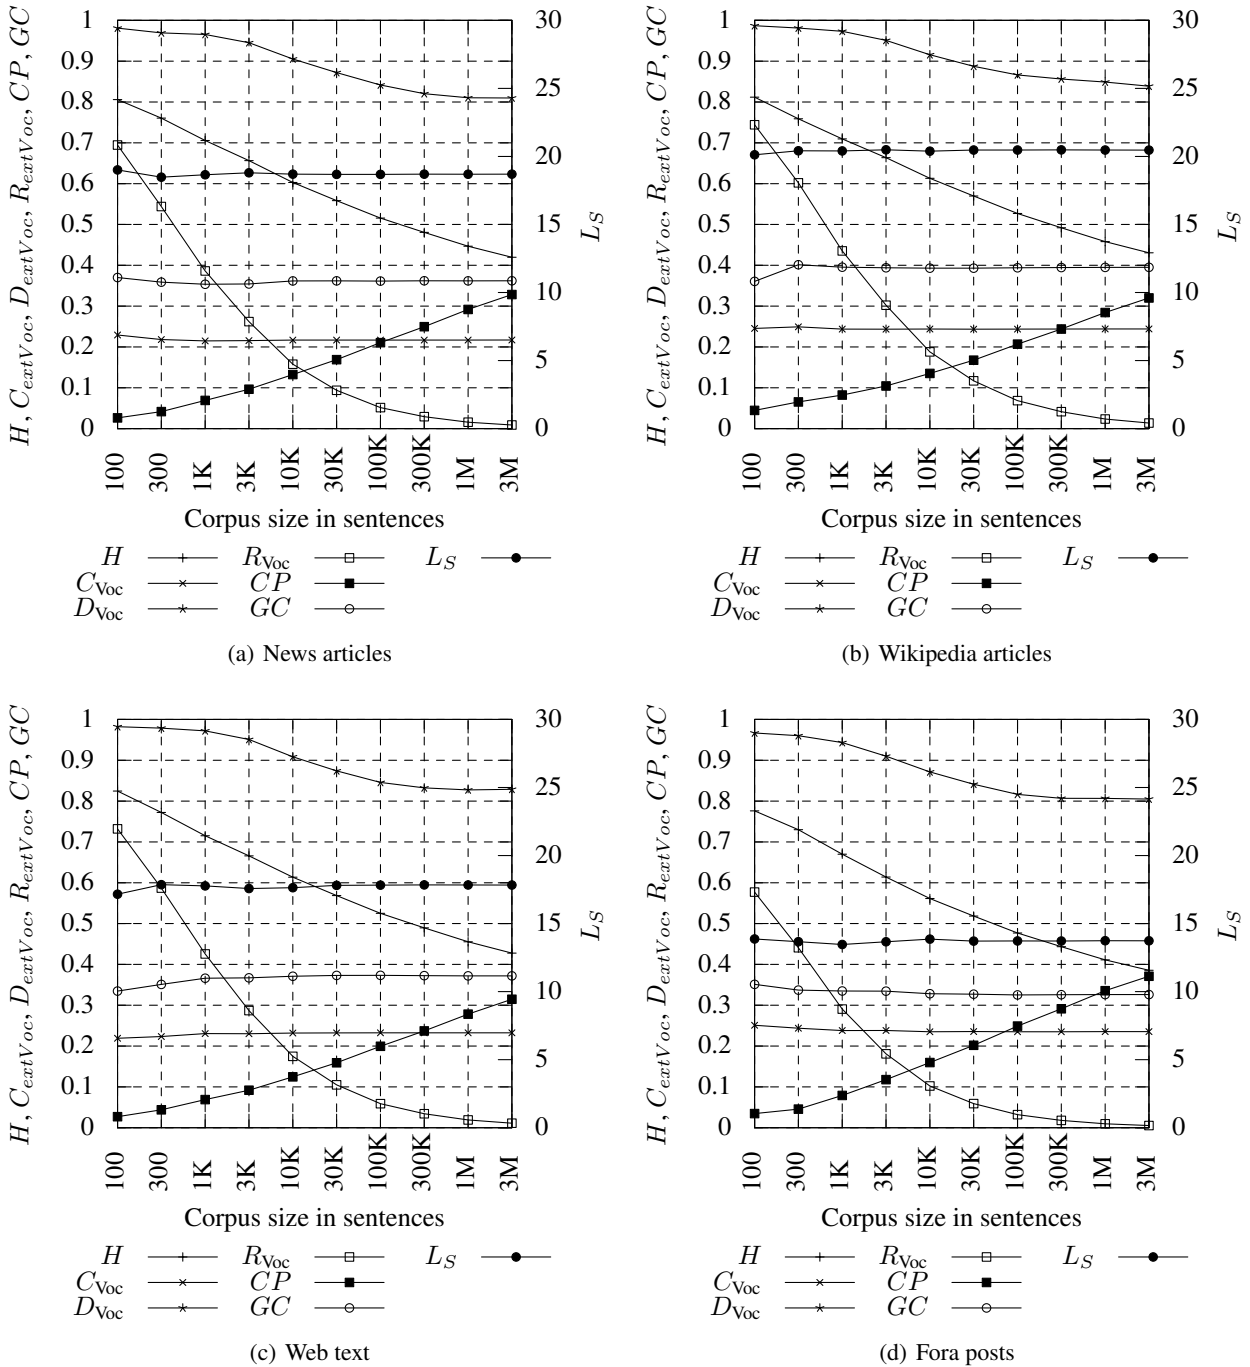 H, C_extVoc, D_extVoc, R_extVoc, CP, GC
1
0.9
0.8
0.7
0.6
0.5
0.4
0.3
0.2
0.1
0
30
25
20
15
10
5
0
L_S
100 300 1K 3K 10K 30K 100K 300K 1M 3M
Corpus size in sentences
H R_Voc L_S
C_Voc CP
D_Voc GC
(a) News articles
H, C_extVoc, D_extVoc, R_extVoc, CP, GC
1
0.9
0.8
0.7
0.6
0.5
0.4
0.3
0.2
0.1
0
30
25
20
15
10
5
0
L_S
100 300 1K 3K 10K 30K 100K 300K 1M 3M
Corpus size in sentences
H R_Voc L_S
C_Voc CP
D_Voc GC
(b) Wikipedia articles
H, C_extVoc, D_extVoc, R_extVoc, CP, GC
1
0.9
0.8
0.7
0.6
0.5
0.4
0.3
0.2
0.1
0
30
25
20
15
10
5
0
L_S
100 300 1K 3K 10K 30K 100K 300K 1M 3M
Corpus size in sentences
H R_Voc L_S
C_Voc CP
D_Voc GC
(c) Web text
H, C_extVoc, D_extVoc, R_extVoc, CP, GC
1
0.9
0.8
0.7
0.6
0.5
0.4
0.3
0.2
0.1
0
30
25
20
15
10
5
0
L_S
100 300 1K 3K 10K 30K 100K 300K 1M 3M
Corpus size in sentences
H R_Voc L_S
C_Voc CP
D_Voc GC
(d) Fora posts